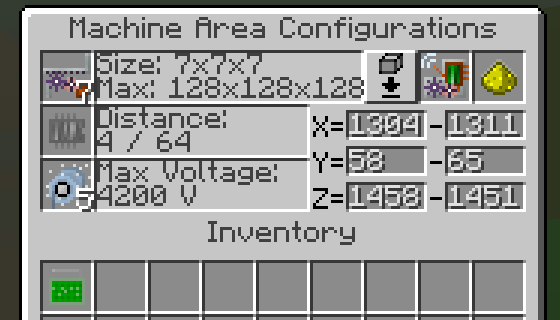 Machine Area Configurations
Size: 7x7x7
Max: 128x128x128
Distance:
4 / 64
Max Voltage:
4200 V
5
X=1304-1311
Y=58-65
Z=1458-1451
Inventory